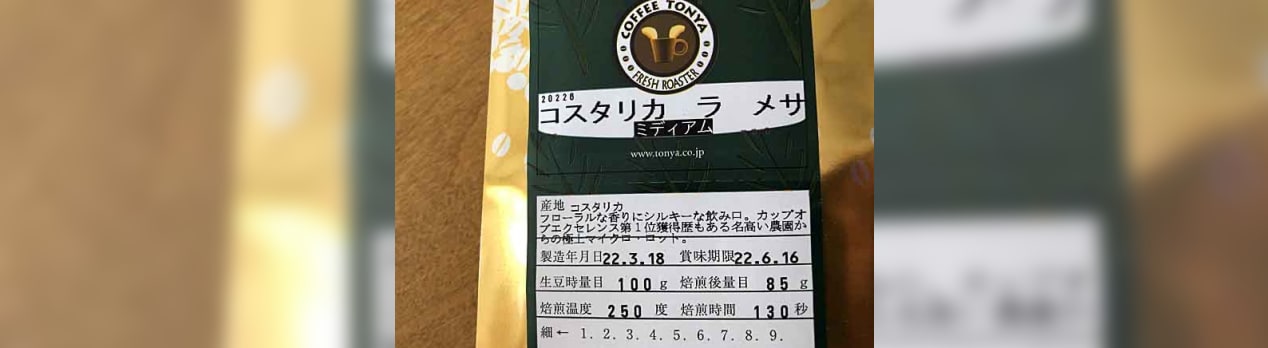 COFFEE TONYA
FRESH ROASTER
20226
コスタリカ ラ メサ
ミディアム
www.tonya.co.jp
産地 コスタリカ
フローラルな香りにシルキーな飲み口。カップオ
ブエクセレンス第1位獲得歴もある名高い農園か
らの極上マイクロ・ロット。
製造年月日22.3.18 賞味期限22.6.16
生豆時量目 100 g 焙煎後量目 85 g
焙煎温度 250 度 焙煎時間 130 秒
細← 1. 2. 3. 4. 5. 6. 7. 8. 9.